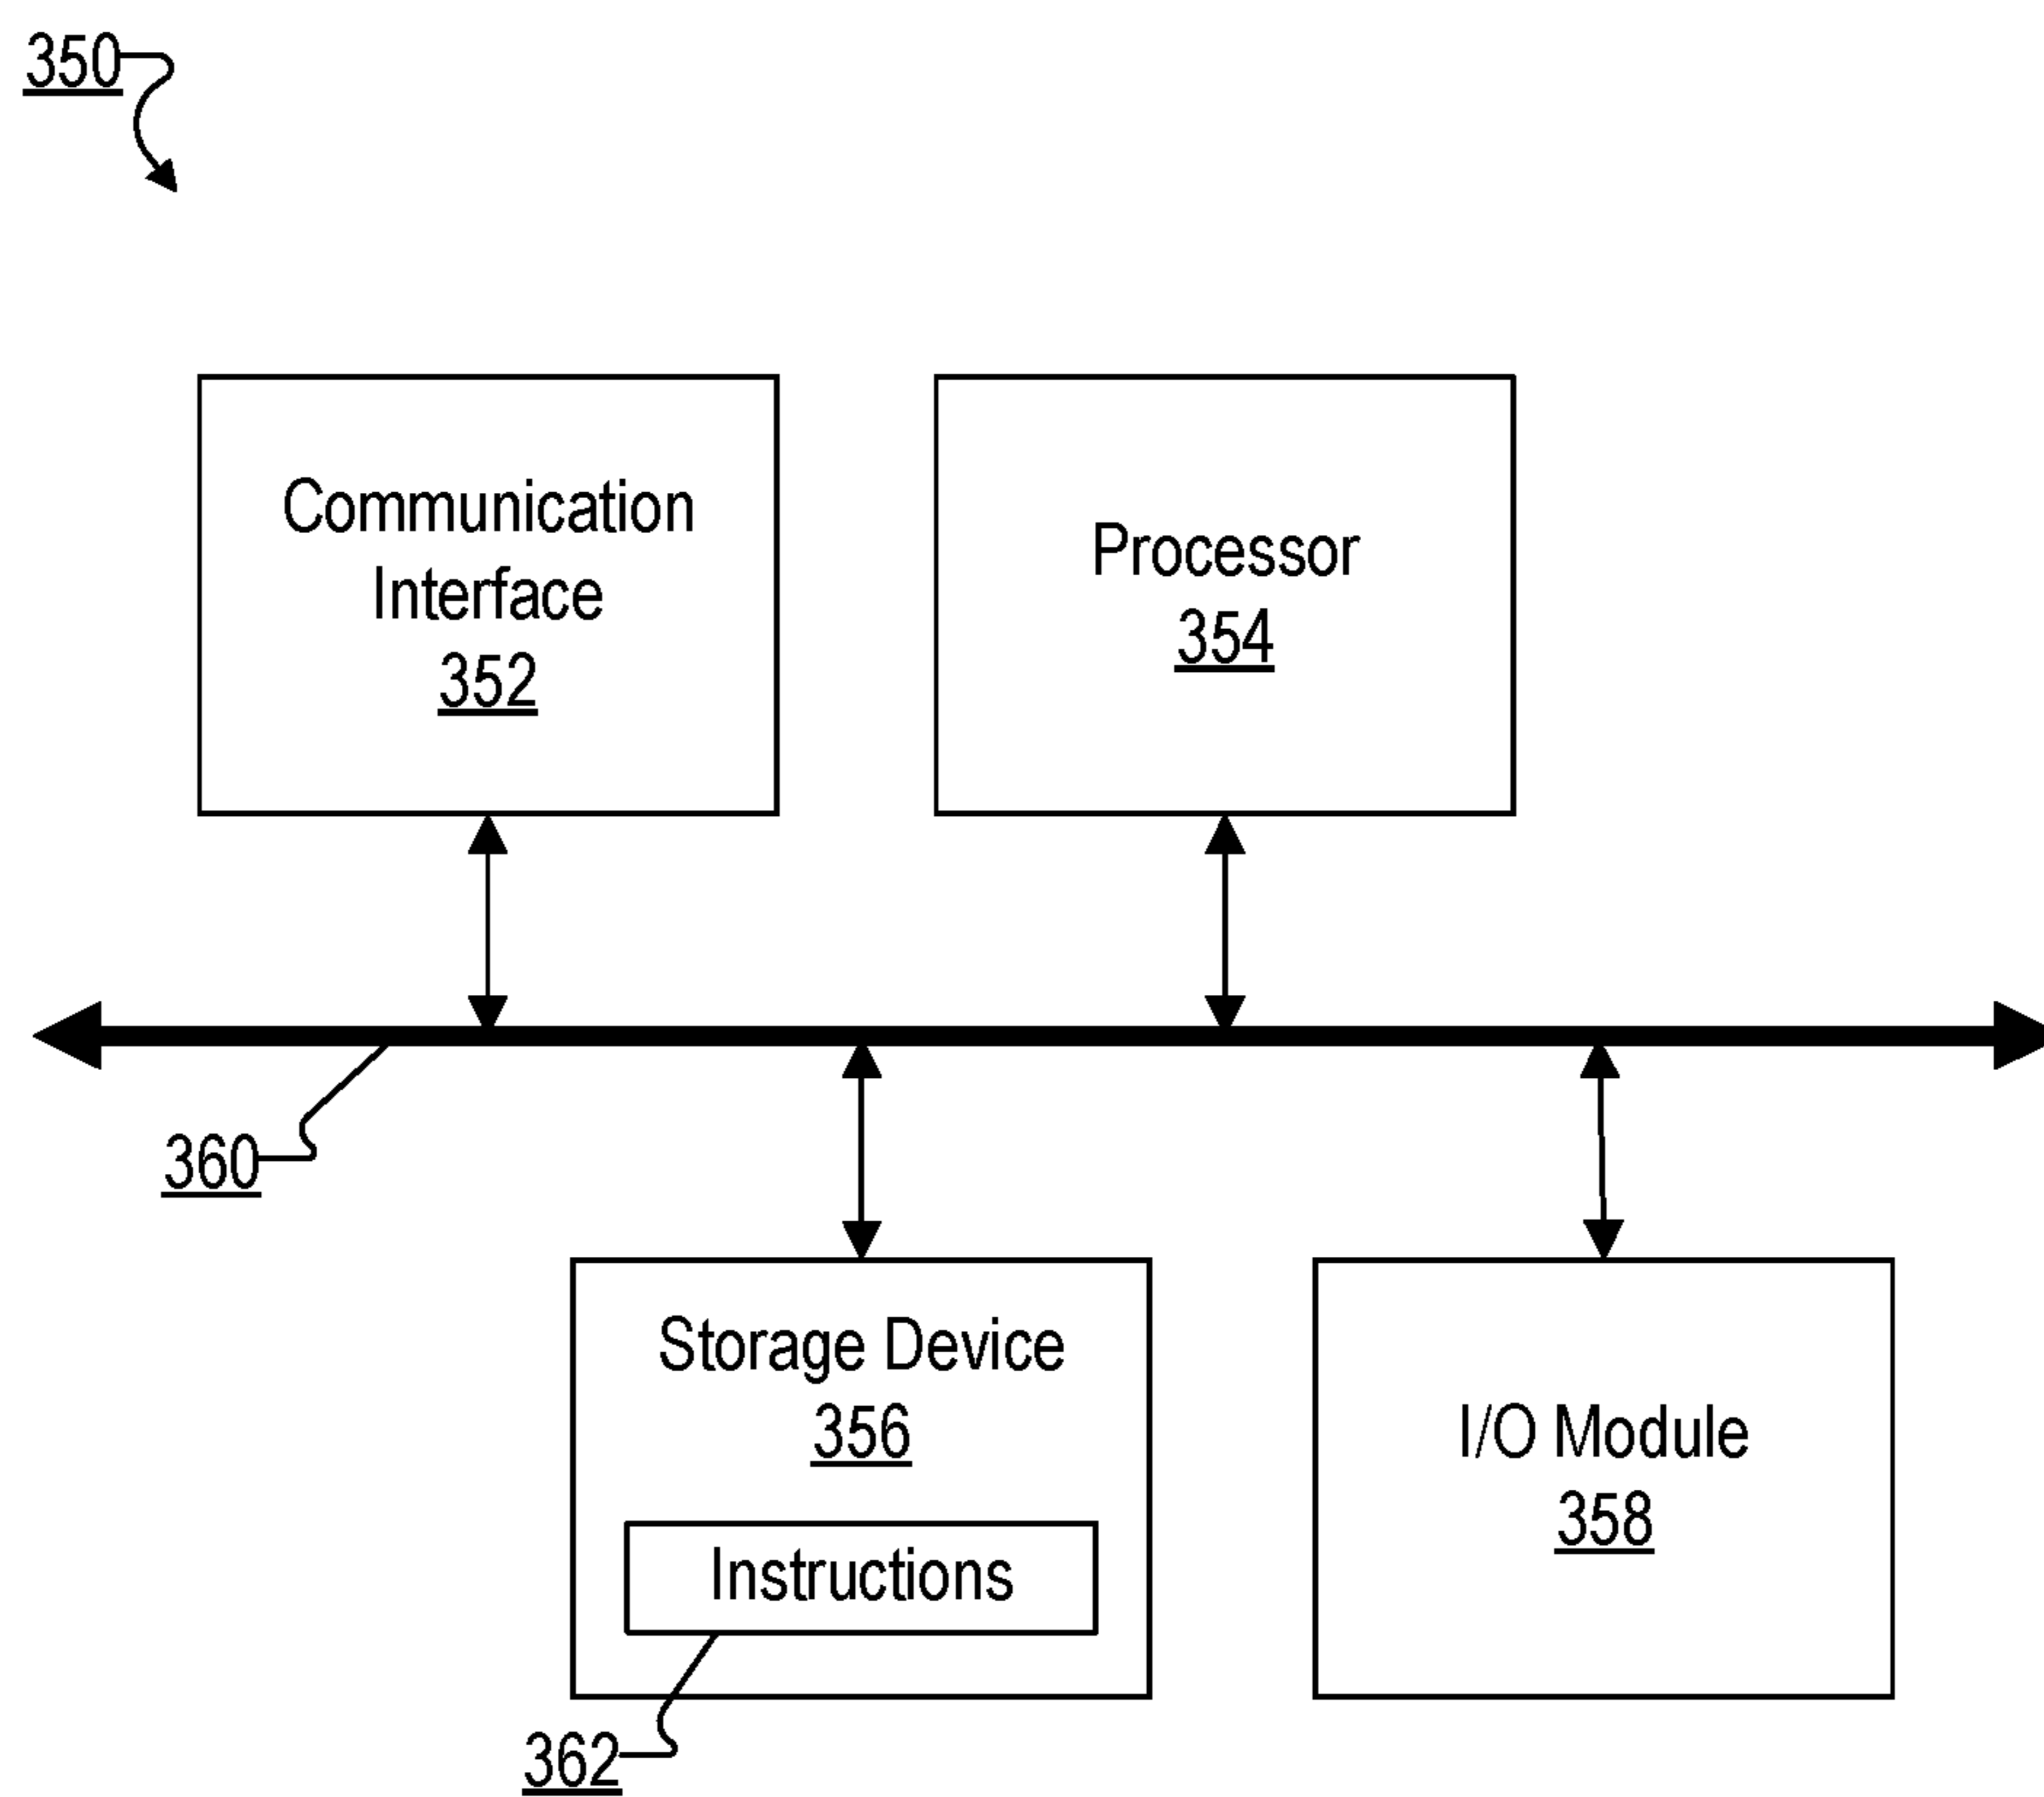 350
Communication
Interface
352
Processor
354
360
Storage Device
356
Instructions
362
I/O Module
358